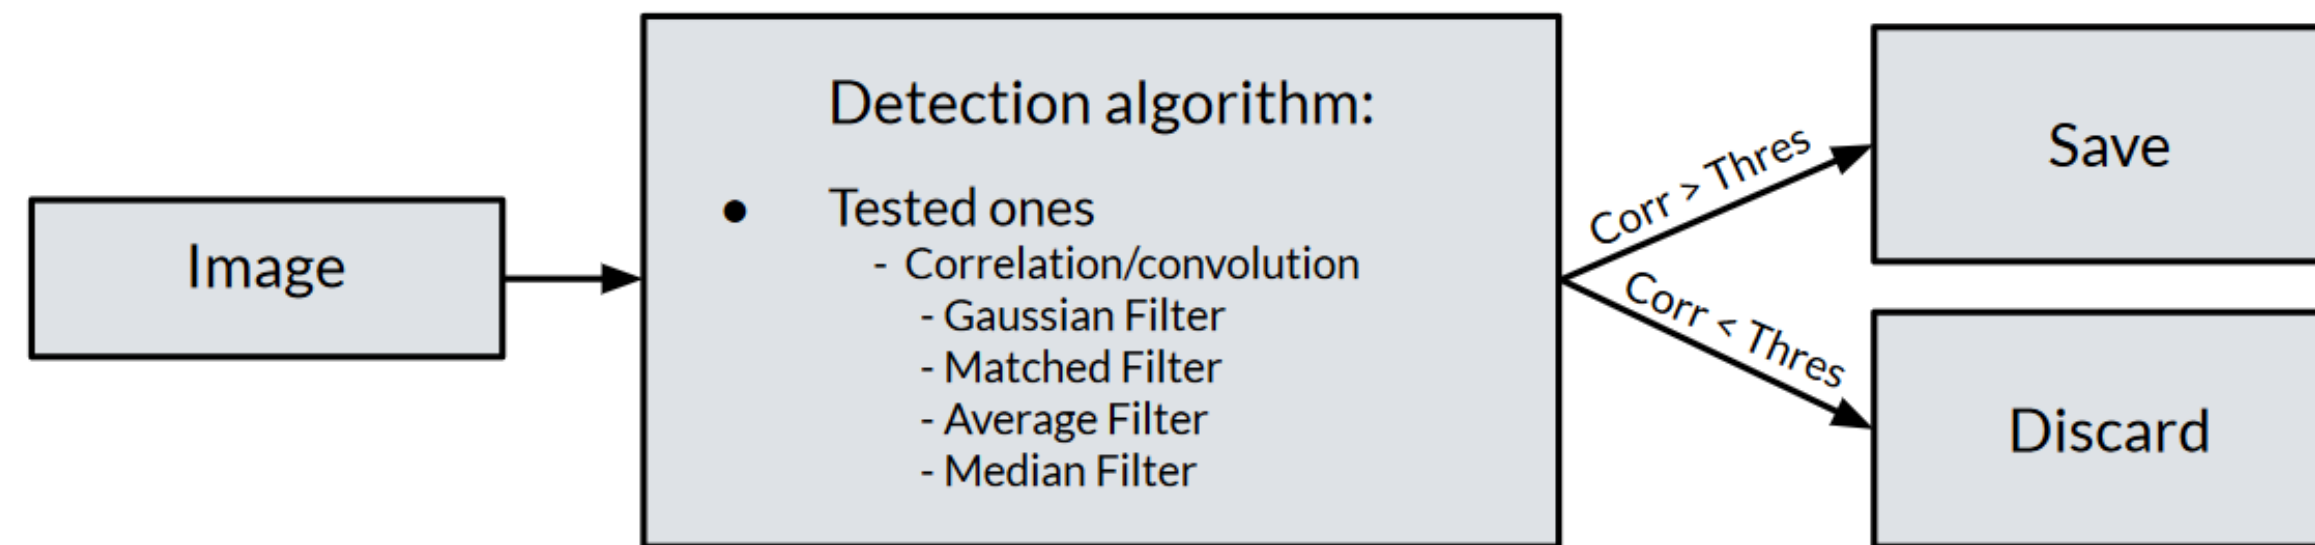 Image
Detection algorithm:
● Tested ones
- Correlation/convolution
- Gaussian Filter
- Matched Filter
- Average Filter
- Median Filter
Corr > Thres
Corr < Thres
Save
Discard